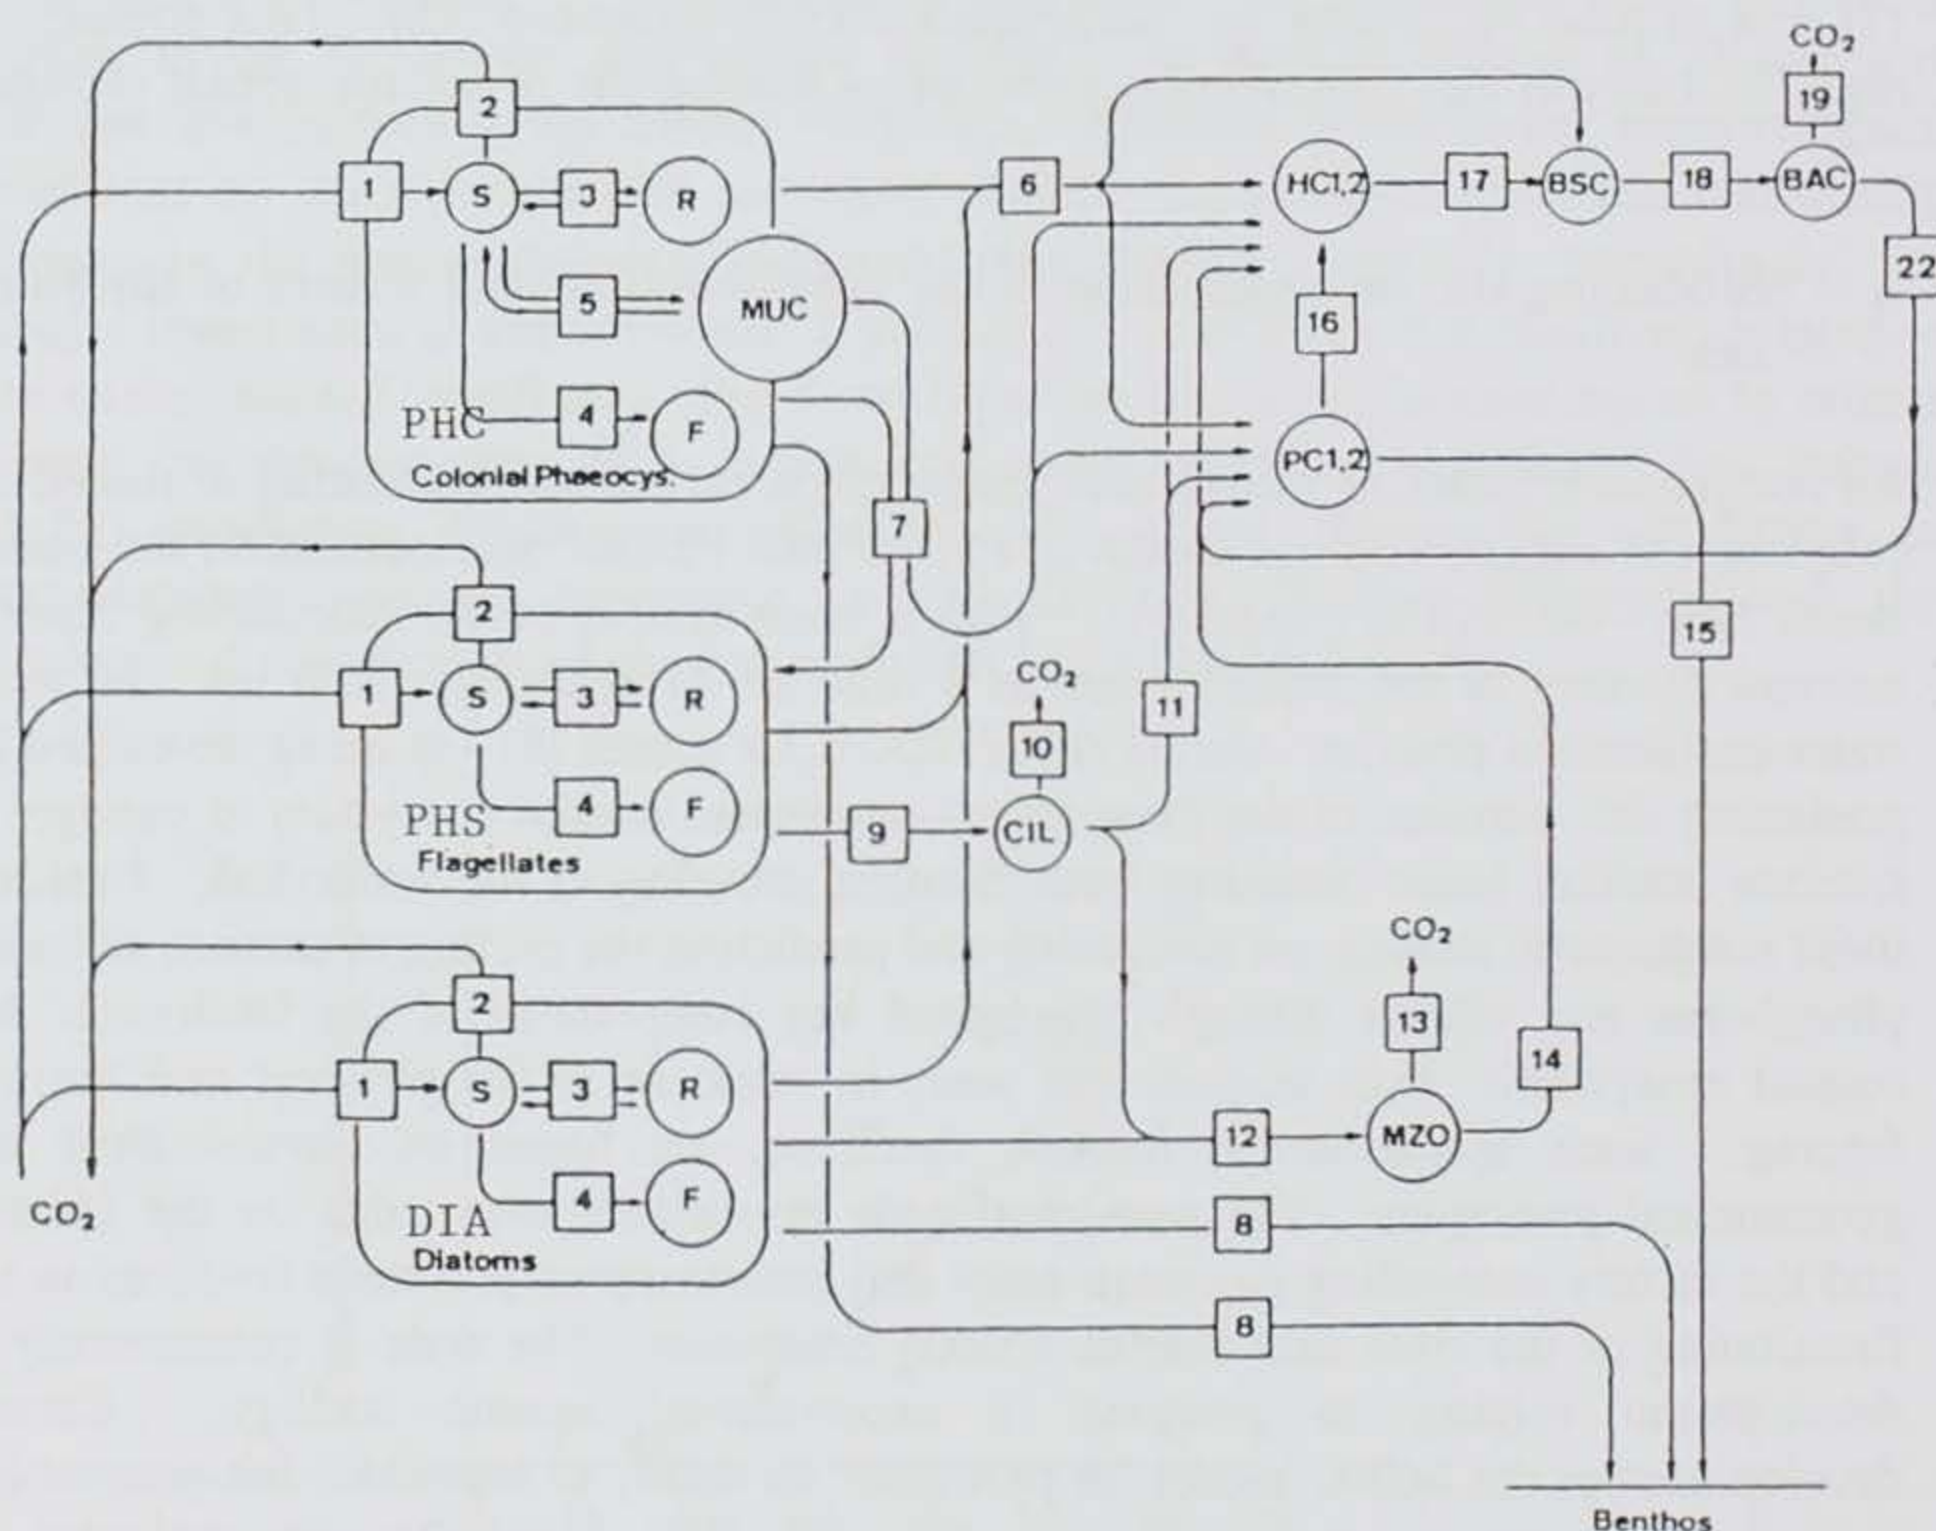 CO₂
19
2
1
S
3
R
6
HC1,2
17
BSC
18
BAC
22
5
MUC
16
4
F
PHC
Colonial Phaeocys.
PC1,2
7
2
15
CO₂
1
S
3
R
11
10
4
F
PHS
9
CIL
Flagellates
CO₂
2
13
14
1
S
3
R
12
MZO
4
F
CO₂
DIA
8
Diatoms
8
Benthos